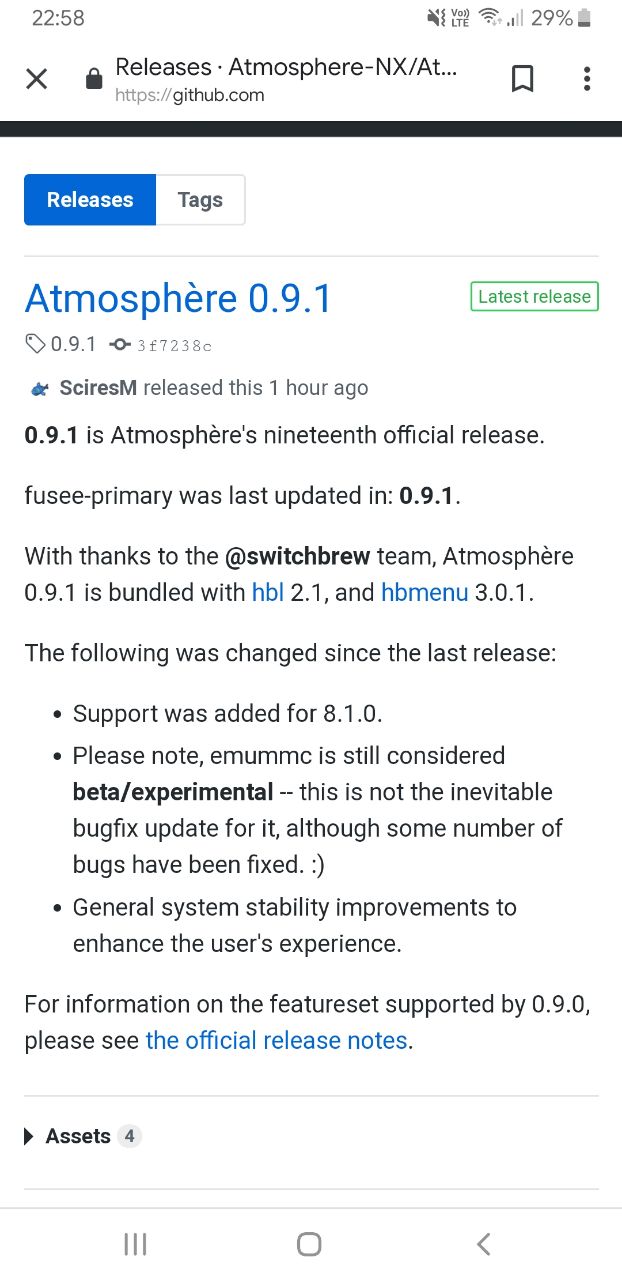 22:58
Vo)) LTE 29%
Releases · Atmosphere-NX/At...
https://github.com
Releases Tags
Atmosphère 0.9.1 Latest release
0.9.1 3f7238c
SciresM released this 1 hour ago
0.9.1 is Atmosphère's nineteenth official release.
fusee-primary was last updated in: 0.9.1.
With thanks to the @switchbrew team, Atmosphère
0.9.1 is bundled with hbl 2.1, and hbmenu 3.0.1.
The following was changed since the last release:
• Support was added for 8.1.0.
• Please note, emummc is still considered
beta/experimental -- this is not the inevitable
bugfix update for it, although some number of
bugs have been fixed. :)
• General system stability improvements to
enhance the user's experience.
For information on the featureset supported by 0.9.0,
please see the official release notes.
Assets 4